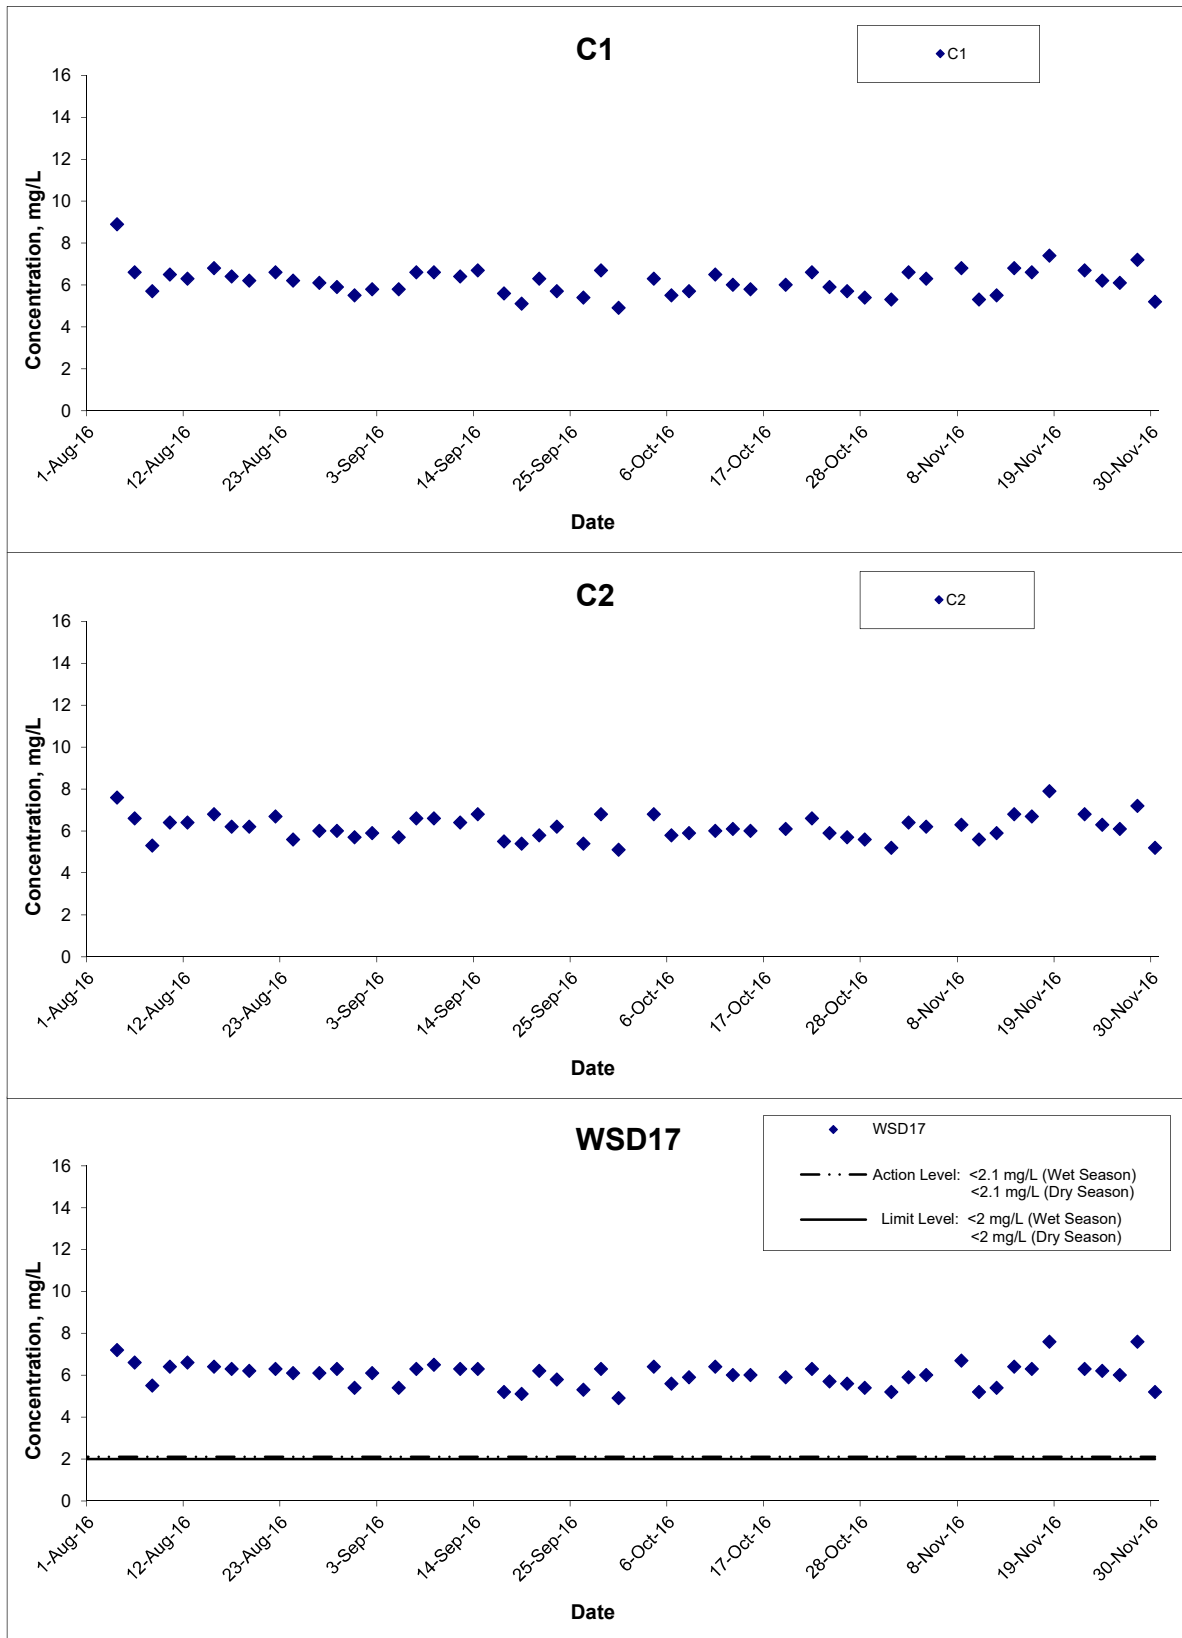 C1
C1
Concentration, mg/L
16
14
12
10
8
6
4
2
0
1-Aug-16
12-Aug-16
23-Aug-16
3-Sep-16
14-Sep-16
25-Sep-16
6-Oct-16
17-Oct-16
28-Oct-16
8-Nov-16
19-Nov-16
30-Nov-16
Date
C2
C2
Concentration, mg/L
16
14
12
10
8
6
4
2
0
1-Aug-16
12-Aug-16
23-Aug-16
3-Sep-16
14-Sep-16
25-Sep-16
6-Oct-16
17-Oct-16
28-Oct-16
8-Nov-16
19-Nov-16
30-Nov-16
Date
WSD17
WSD17
Action Level: <2.1 mg/L (Wet Season)
<2.1 mg/L (Dry Season)
Limit Level: <2 mg/L (Wet Season)
<2 mg/L (Dry Season)
Concentration, mg/L
16
14
12
10
8
6
4
2
0
1-Aug-16
12-Aug-16
23-Aug-16
3-Sep-16
14-Sep-16
25-Sep-16
6-Oct-16
17-Oct-16
28-Oct-16
8-Nov-16
19-Nov-16
30-Nov-16
Date